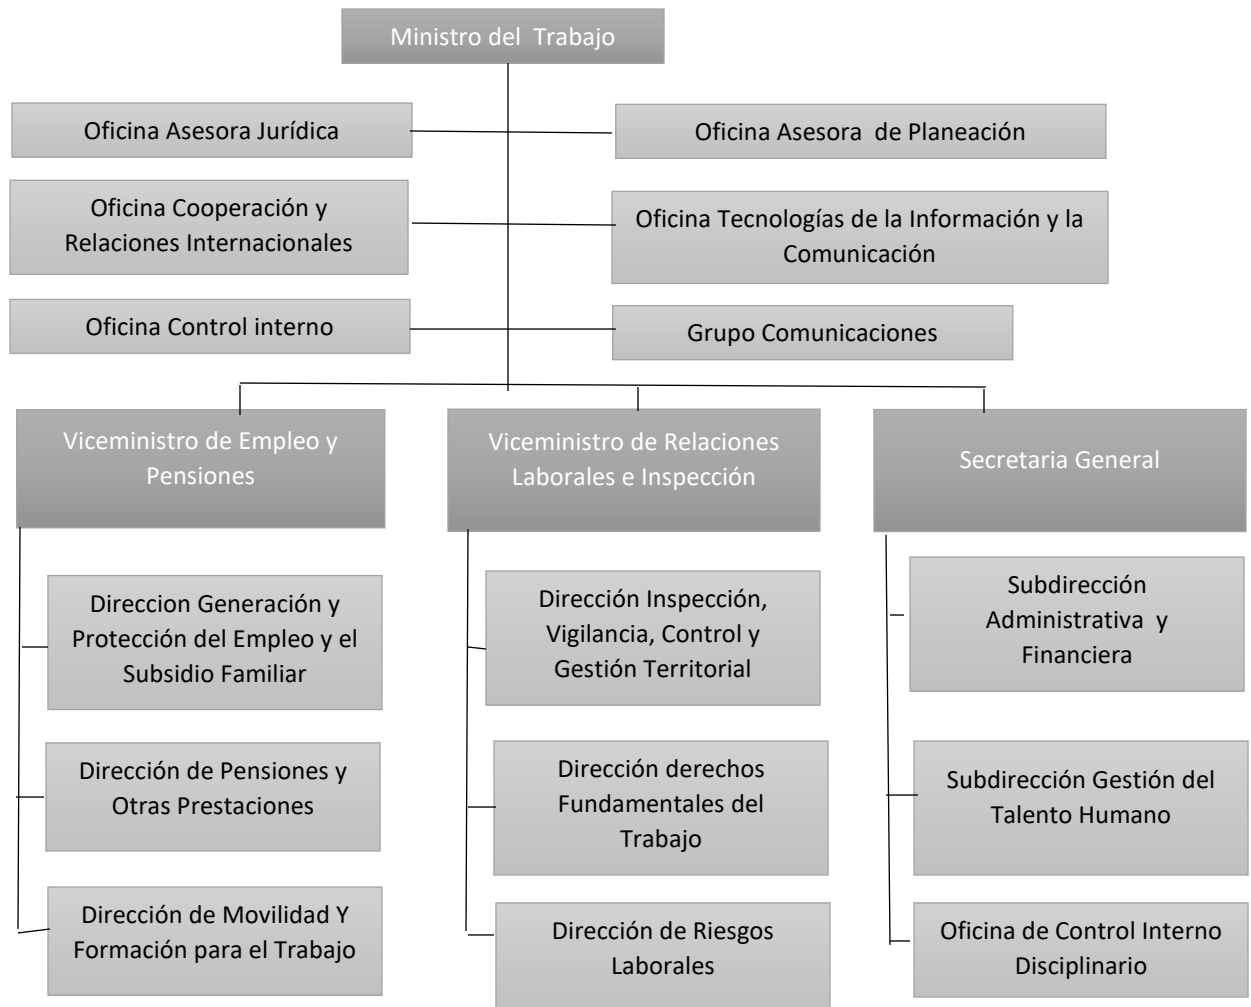 Ministro del  Trabajo
Oficina Asesora Jurídica
Oficina Asesora  de Planeación
Oficina Cooperación y
Relaciones Internacionales
Oficina Tecnologías de la Información y la
Comunicación
Oficina Control interno
Grupo Comunicaciones
Viceministro de Empleo y
Pensiones
Viceministro de Relaciones
Laborales e Inspección
Secretaria General
Direccion Generación y
Protección del Empleo y el
Subsidio Familiar
Dirección Inspección,
Vigilancia, Control y
Gestión Territorial
Subdirección
Administrativa  y
Financiera
Dirección de Pensiones y
Otras Prestaciones
Dirección derechos
Fundamentales del
Trabajo
Subdirección Gestión del
Talento Humano
Dirección de Movilidad Y
Formación para el Trabajo
Dirección de Riesgos
Laborales
Oficina de Control Interno
Disciplinario